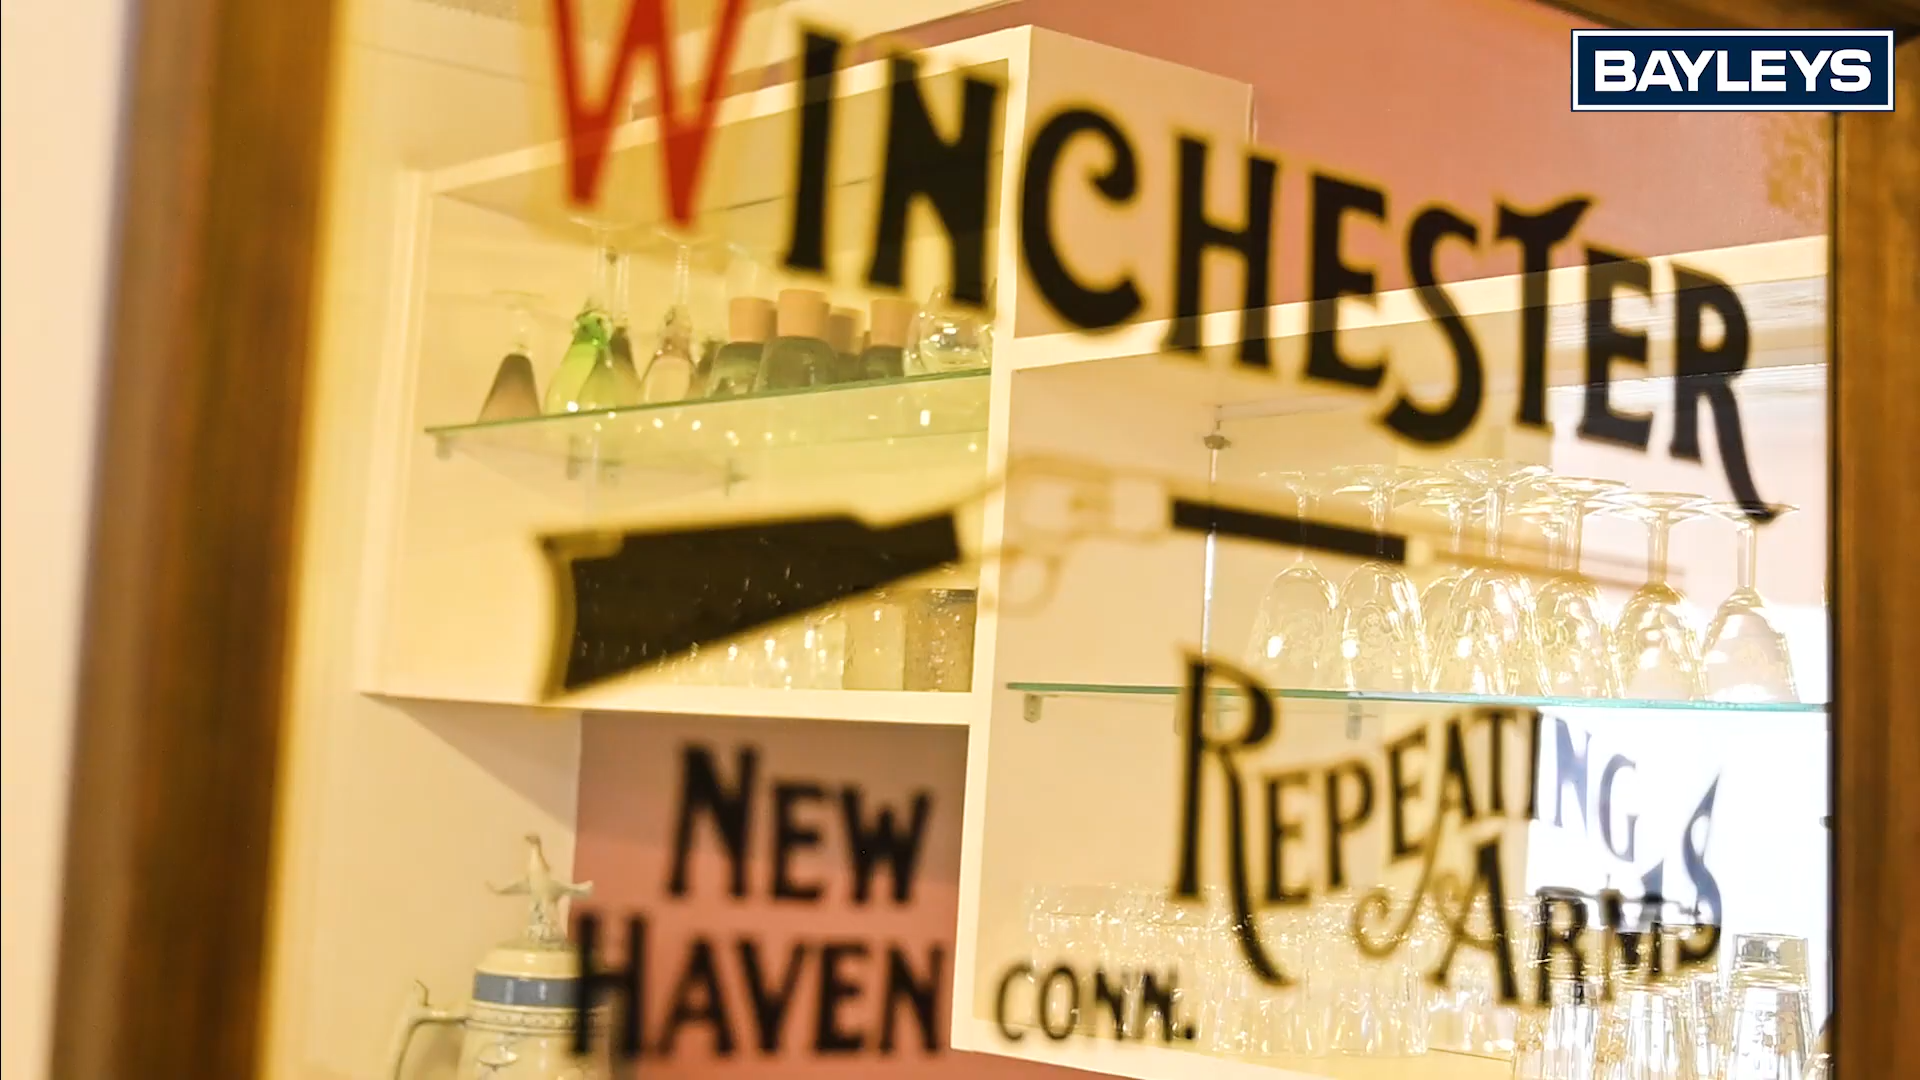 BAYLEYS
WINCHESTER
REPEATING
ARMS
NEW
HAVEN CONN.